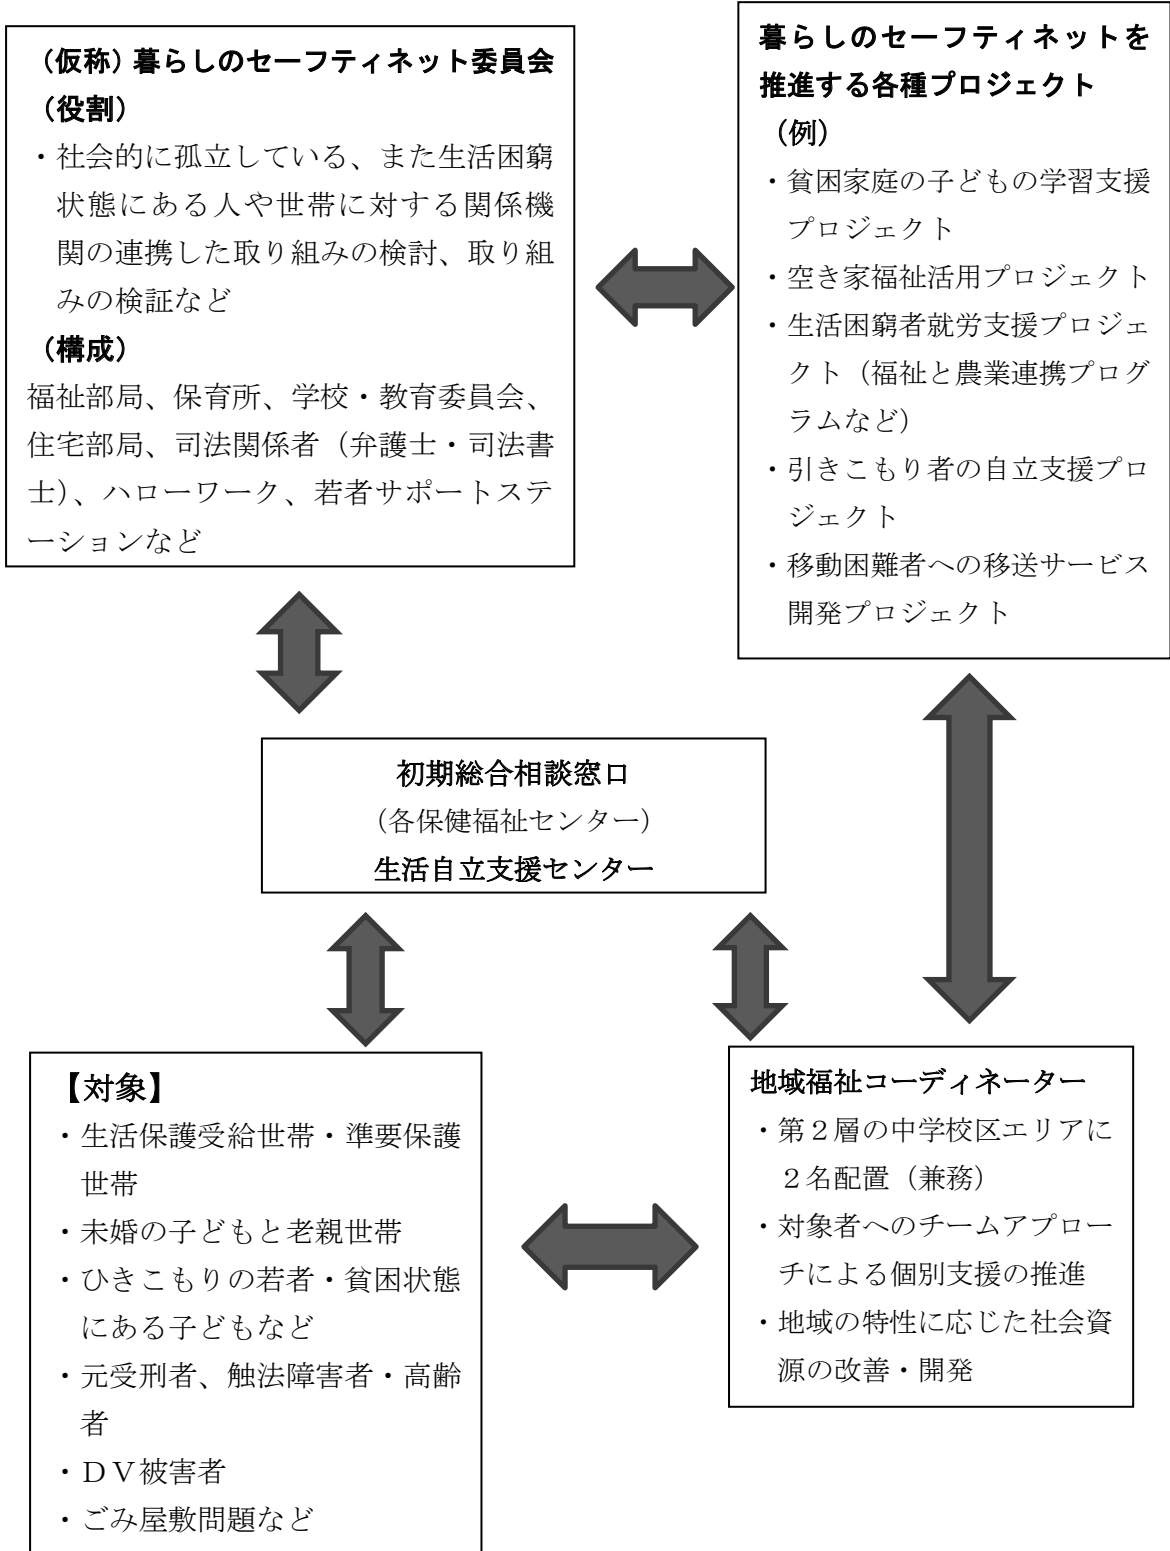 （仮称）暮らしのセーフティネット委員会
（役割）
・社会的に孤立している、また生活困窮
状態にある人や世帯に対する関係機
関の連携した取り組みの検討、取り組
みの検証など
（構成）
福祉部局、保育所、学校・教育委員会、
住宅部局、司法関係者（弁護士・司法書
士）、ハローワーク、若者サポートステ
ーションなど
暮らしのセーフティネットを
推進する各種プロジェクト
（例）
・貧困家庭の子どもの学習支援
プロジェクト
・空き家福祉活用プロジェクト
・生活困窮者就労支援プロジェ
クト（福祉と農業連携プログ
ラムなど）
・引きこもり者の自立支援プロ
ジェクト
・移動困難者への移送サービス
開発プロジェクト
初期総合相談窓口
（各保健福祉センター）
生活自立支援センター
【対象】
・生活保護受給世帯・準要保護
世帯
・未婚の子どもと老親世帯
・ひきこもりの若者・貧困状態
にある子どもなど
・元受刑者、触法障害者・高齢
者
・ＤＶ被害者
・ごみ屋敷問題など
地域福祉コーディネーター
・第２層の中学校区エリアに
２名配置（兼務）
・対象者へのチームアプロー
チによる個別支援の推進
・地域の特性に応じた社会資
源の改善・開発